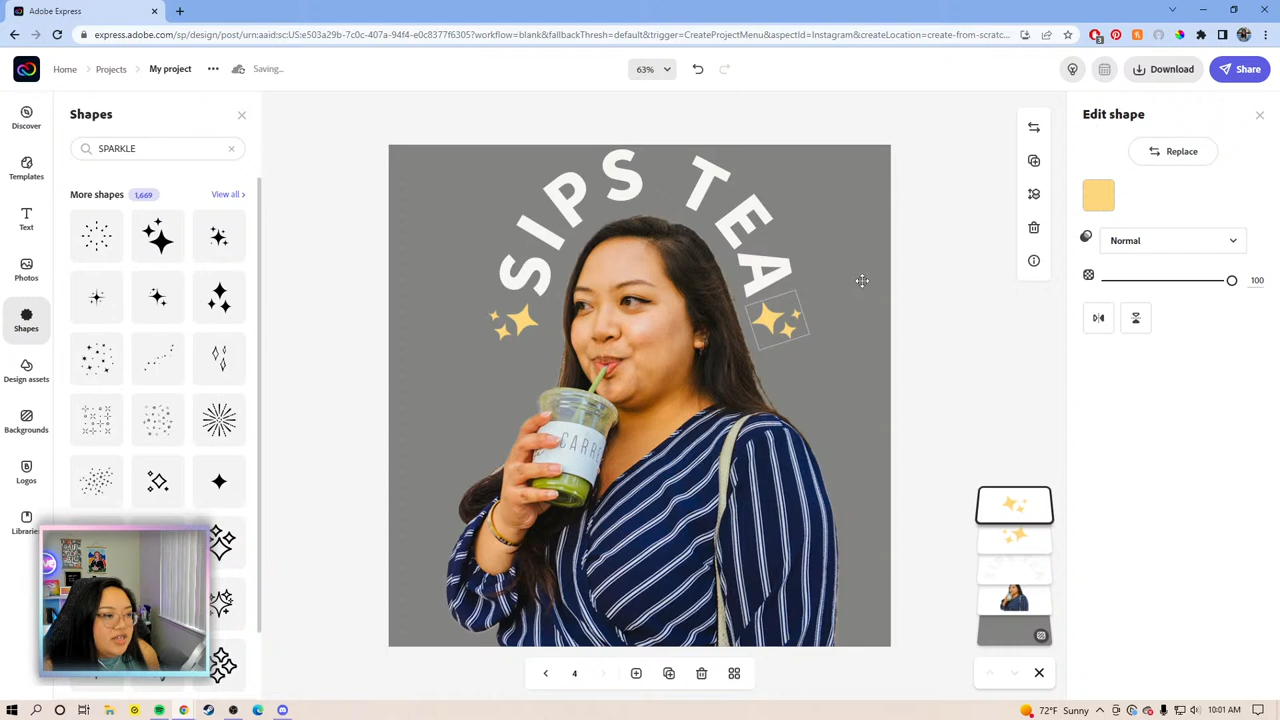 Adobe Express
express.adobe.com/sp/design/post/urn:aaid:sc:US:e503a29b-7c0c-407a-94f4-e0c8377f6305?workflow=blank&fallbackThresh=default&trigger=CreateProjectMenu&aspectId=Instagram&createLocation=create-from-scratc...
Home
Projects
My project
Saving...
63%
Download
Share
Discover
Templates
Text
Photos
Shapes
Design assets
Backgrounds
Logos
Libraries
Shapes
SPARKLE
More shapes 1,669 View all
SIPS TEA
CARRE
Edit shape
Replace
Normal
100
4
72°F Sunny
10:01 AM